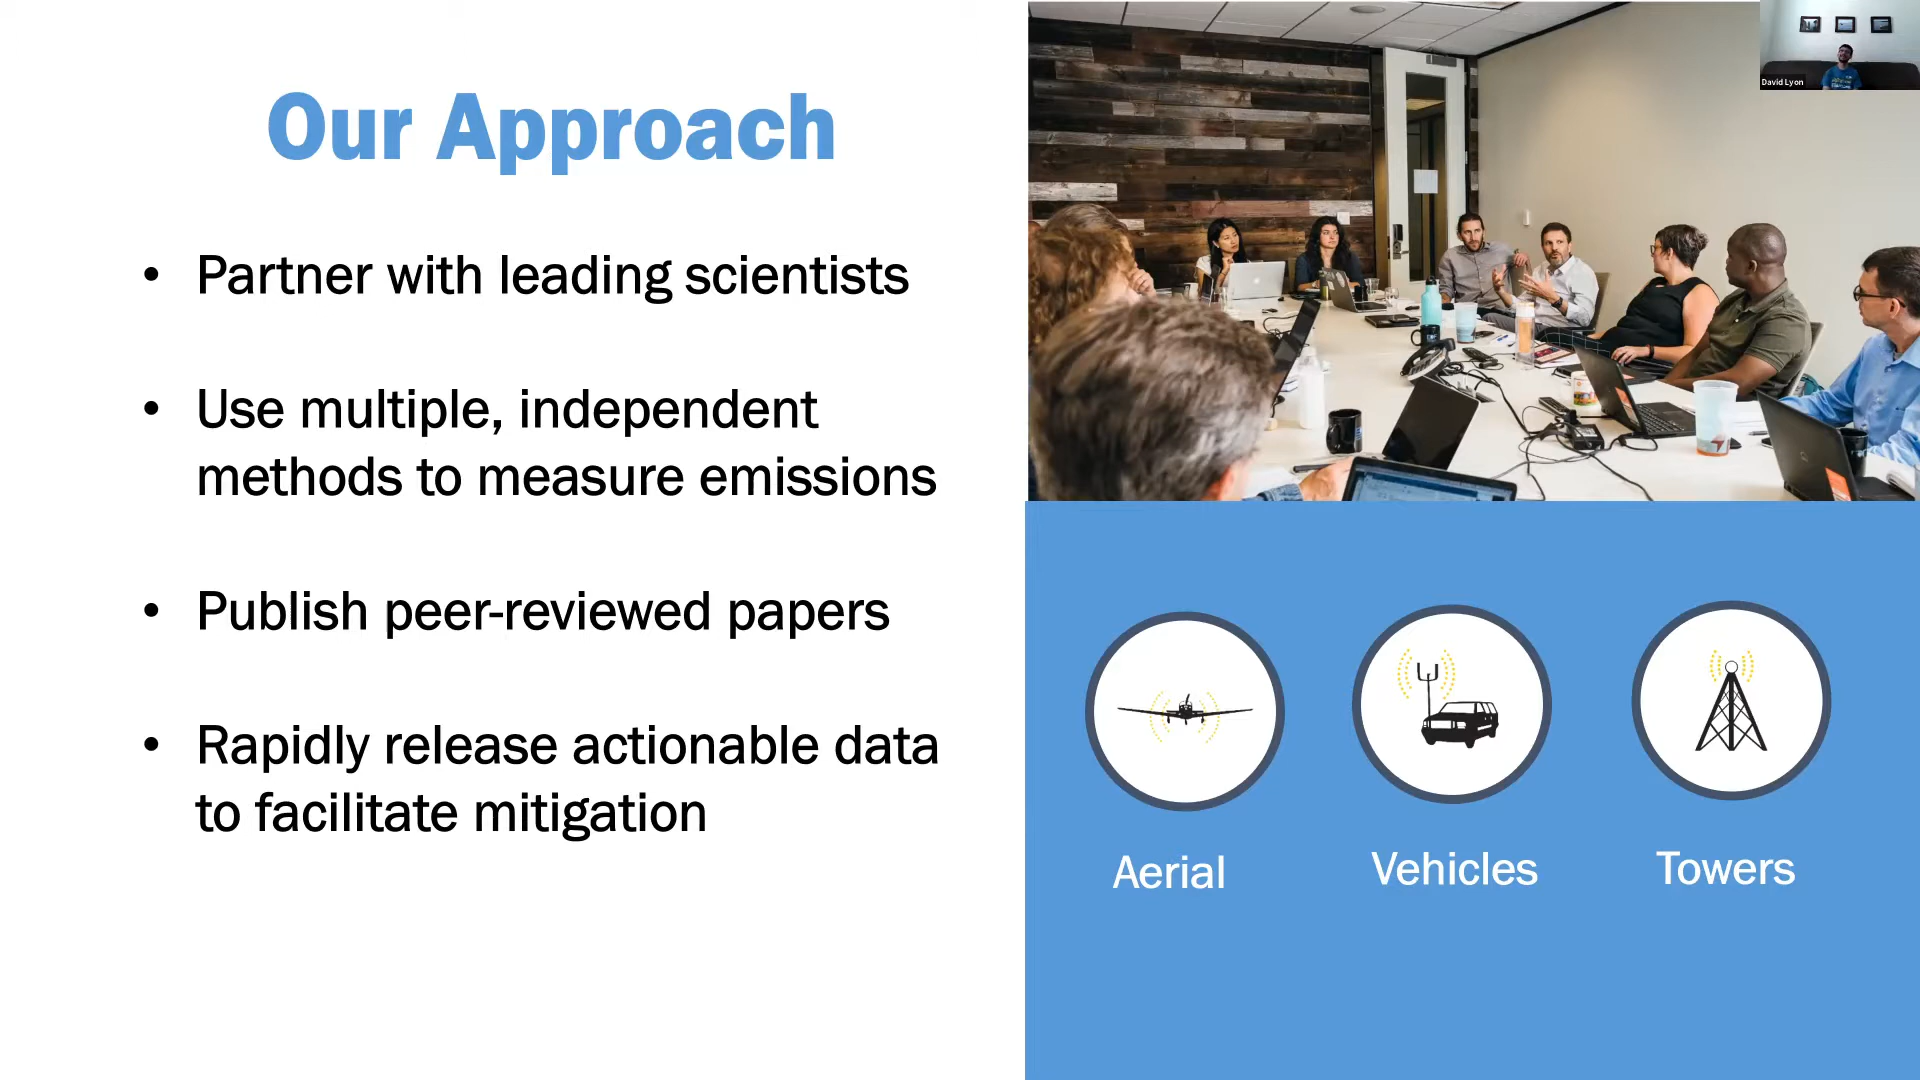 Our Approach
• Partner with leading scientists
• Use multiple, independent
methods to measure emissions
• Publish peer-reviewed papers
• Rapidly release actionable data
to facilitate mitigation
David Lyon
Aerial
Vehicles
Towers